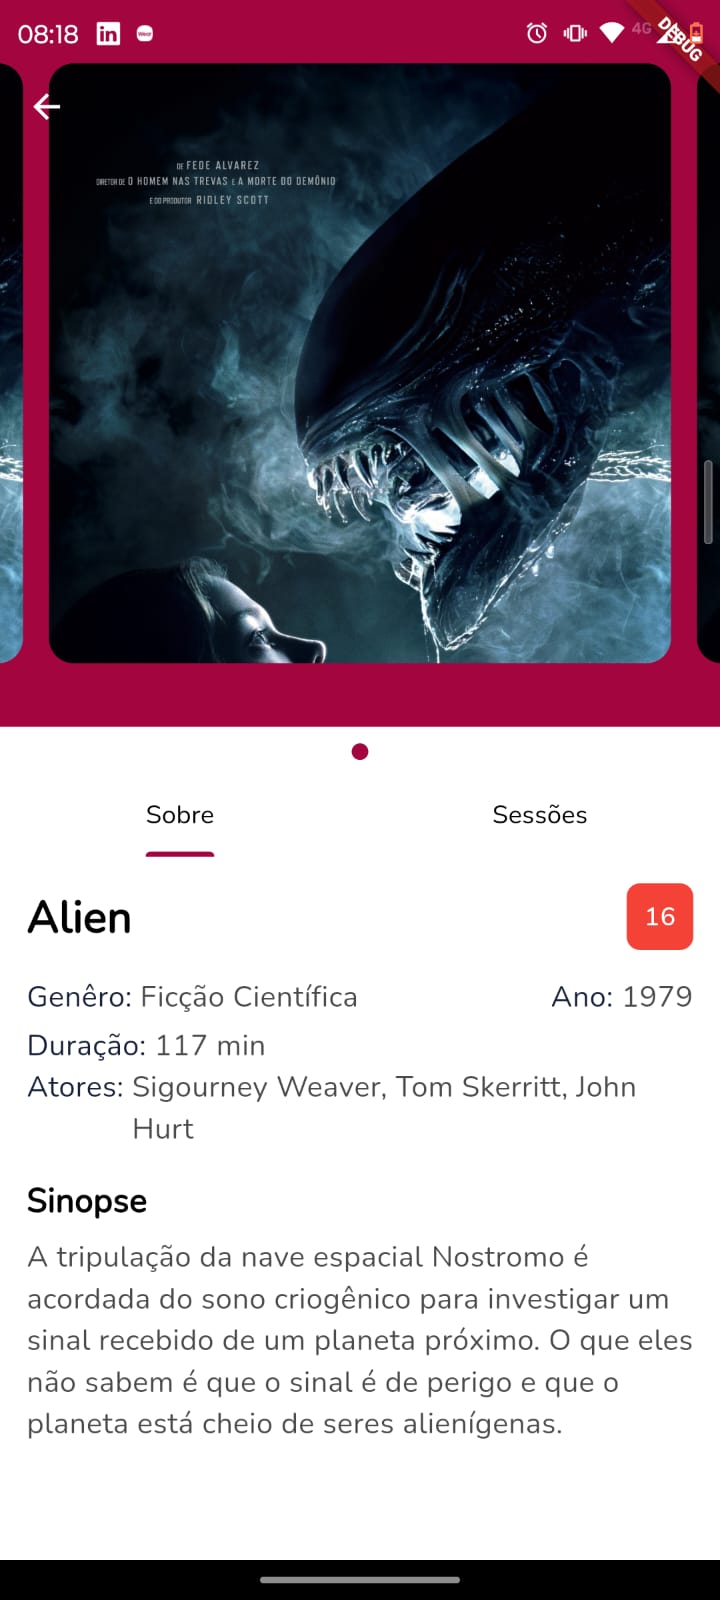 08:18
in
Wear
4G
DEBUG
DE FEDE ALVAREZ
DIRETOR DE O HOMEM NAS TREVAS E A MORTE DO DEMÔNIO
E DO PRODUTOR RIDLEY SCOTT
Sobre
Sessões
Alien
16
Genêro: Ficção Científica
Ano: 1979
Duração: 117 min
Atores: Sigourney Weaver, Tom Skerritt, John
Hurt
Sinopse
A tripulação da nave espacial Nostromo é
acordada do sono criogênico para investigar um
sinal recebido de um planeta próximo. O que eles
não sabem é que o sinal é de perigo e que o
planeta está cheio de seres alienígenas.